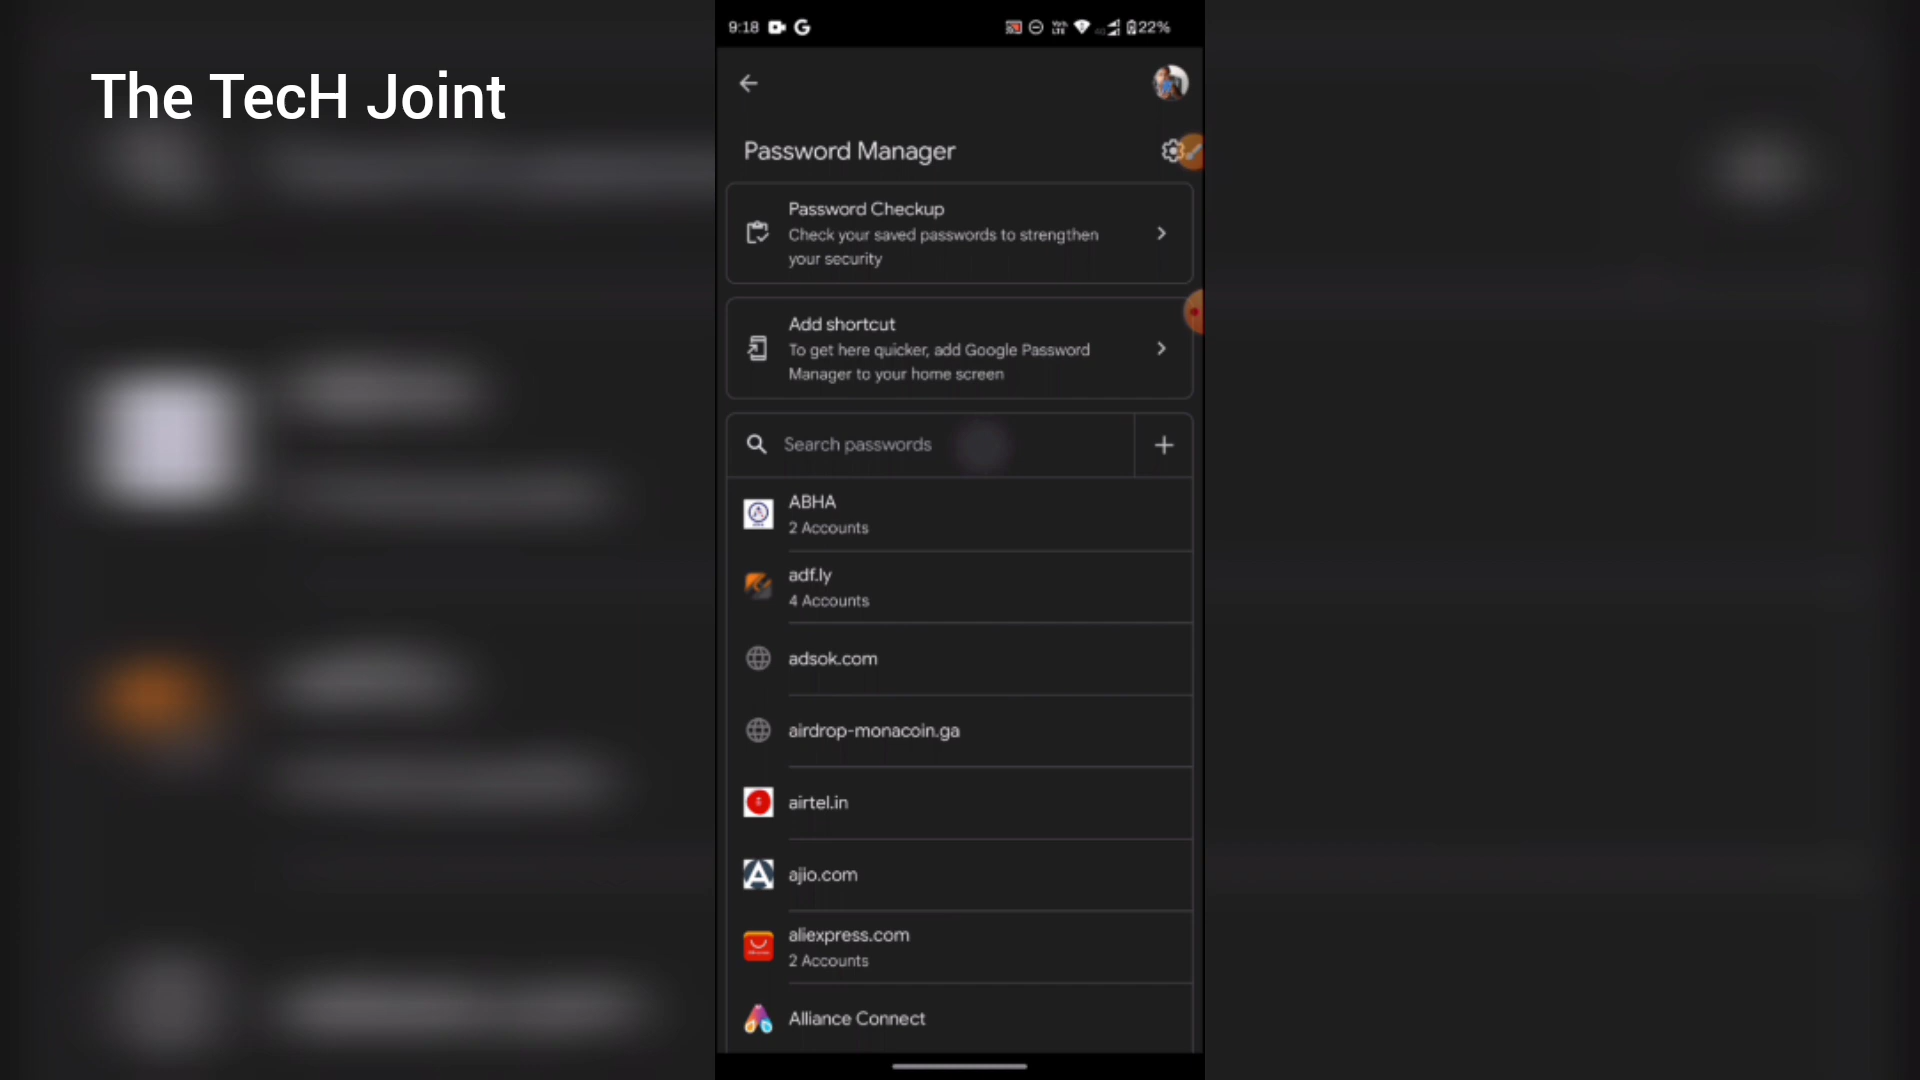 The TecH Joint
9:18
22%
Password Manager
Password Checkup
Check your saved passwords to strengthen
your security
Add shortcut
To get here quicker, add Google Password
Manager to your home screen
Search passwords
ABHA
2 Accounts
adf.ly
4 Accounts
adsok.com
airdrop-monacoin.ga
airtel.in
ajio.com
aliexpress.com
2 Accounts
Alliance Connect